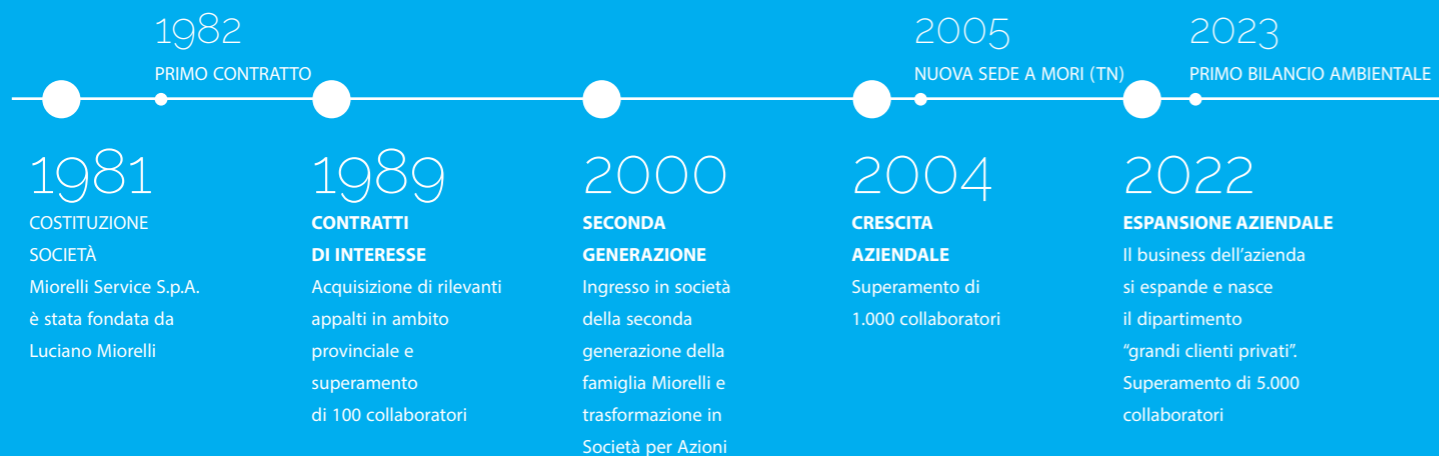 1982
PRIMO CONTRATTO
2005
NUOVA SEDE A MORI (TN)
2023
PRIMO BILANCIO AMBIENTALE
1981
COSTITUZIONE
SOCIETÀ
Miorelli Service S.p.A.
è stata fondata da
Luciano Miorelli
1989
CONTRATTI
DI INTERESSE
Acquisizione di rilevanti
appalti in ambito
provinciale e
superamento
di 100 collaboratori
2000
SECONDA
GENERAZIONE
Ingresso in società
della seconda
generazione della
famiglia Miorelli e
trasformazione in
Società per Azioni
2004
CRESCITA
AZIENDALE
Superamento di
1.000 collaboratori
2022
ESPANSIONE AZIENDALE
Il business dell’azienda
si espande e nasce
il dipartimento
“grandi clienti privati”.
Superamento di 5.000
collaboratori